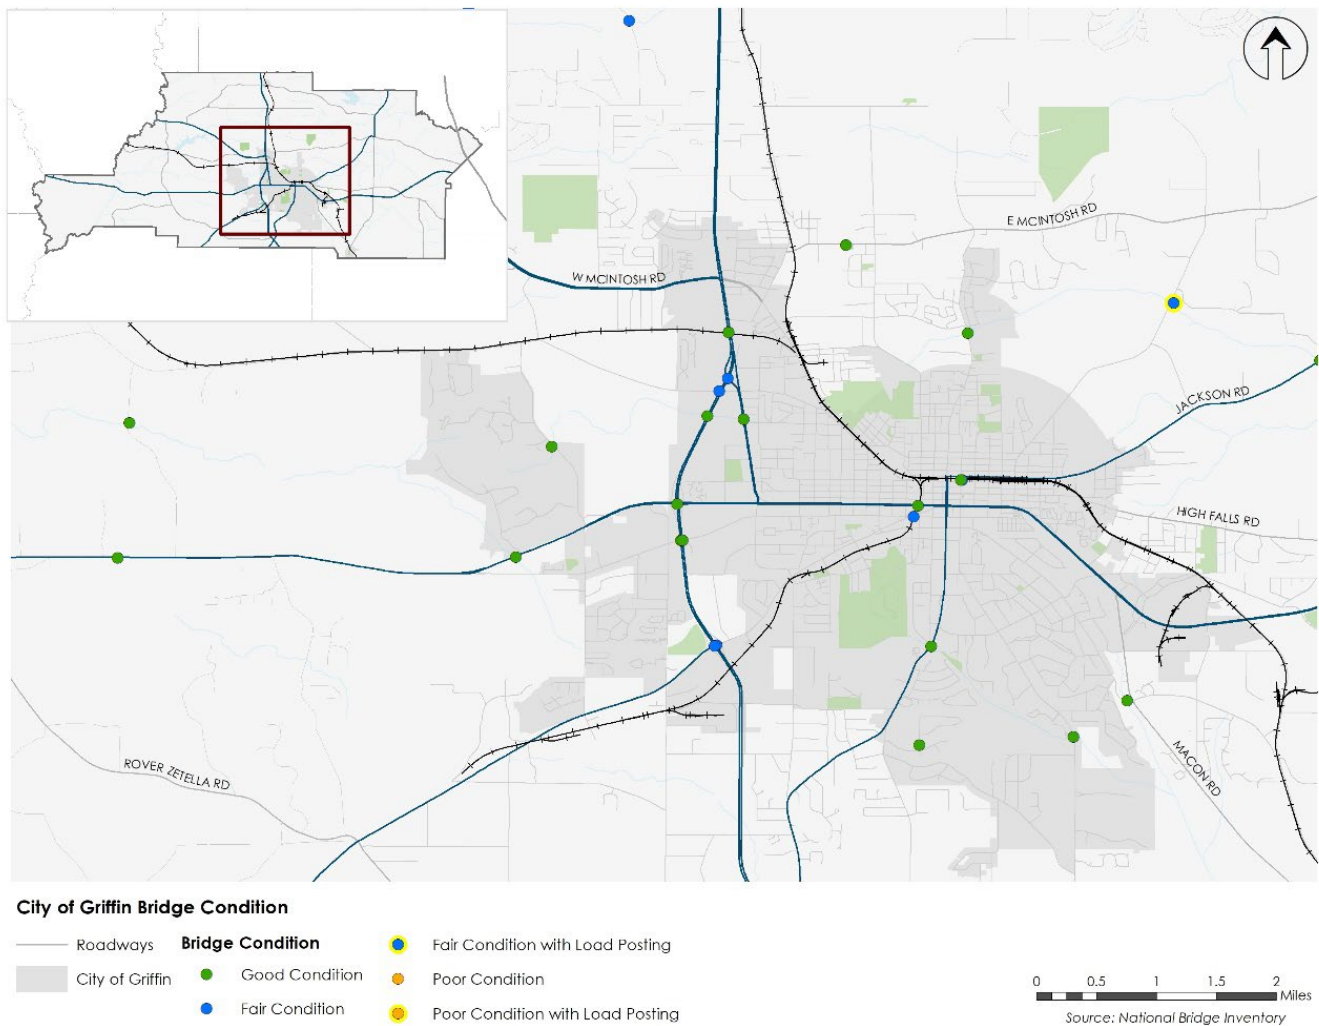 E MCINTOSH RD
W MCINTOSH RD
JACKSON RD
HIGH FALLS RD
MACON RD
ROVER ZETELLA RD
City of Griffin Bridge Condition
Roadways
City of Griffin
Bridge Condition
Good Condition
Fair Condition
Fair Condition with Load Posting
Poor Condition
Poor Condition with Load Posting
0 0.5 1 1.5 2
Miles
Source: National Bridge Inventory